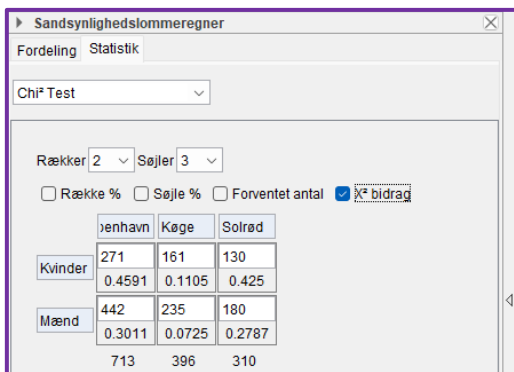 Sandsynlighedslommeregner
Fordeling Statistik
Chi² Test
Rækker 2 Søjler 3
Række % Søjle % Forventet antal X² bidrag
benhavn Køge Solrød
Kvinder 271 161 130
0.4591 0.1105 0.425
Mænd 442 235 180
0.3011 0.0725 0.2787
713 396 310